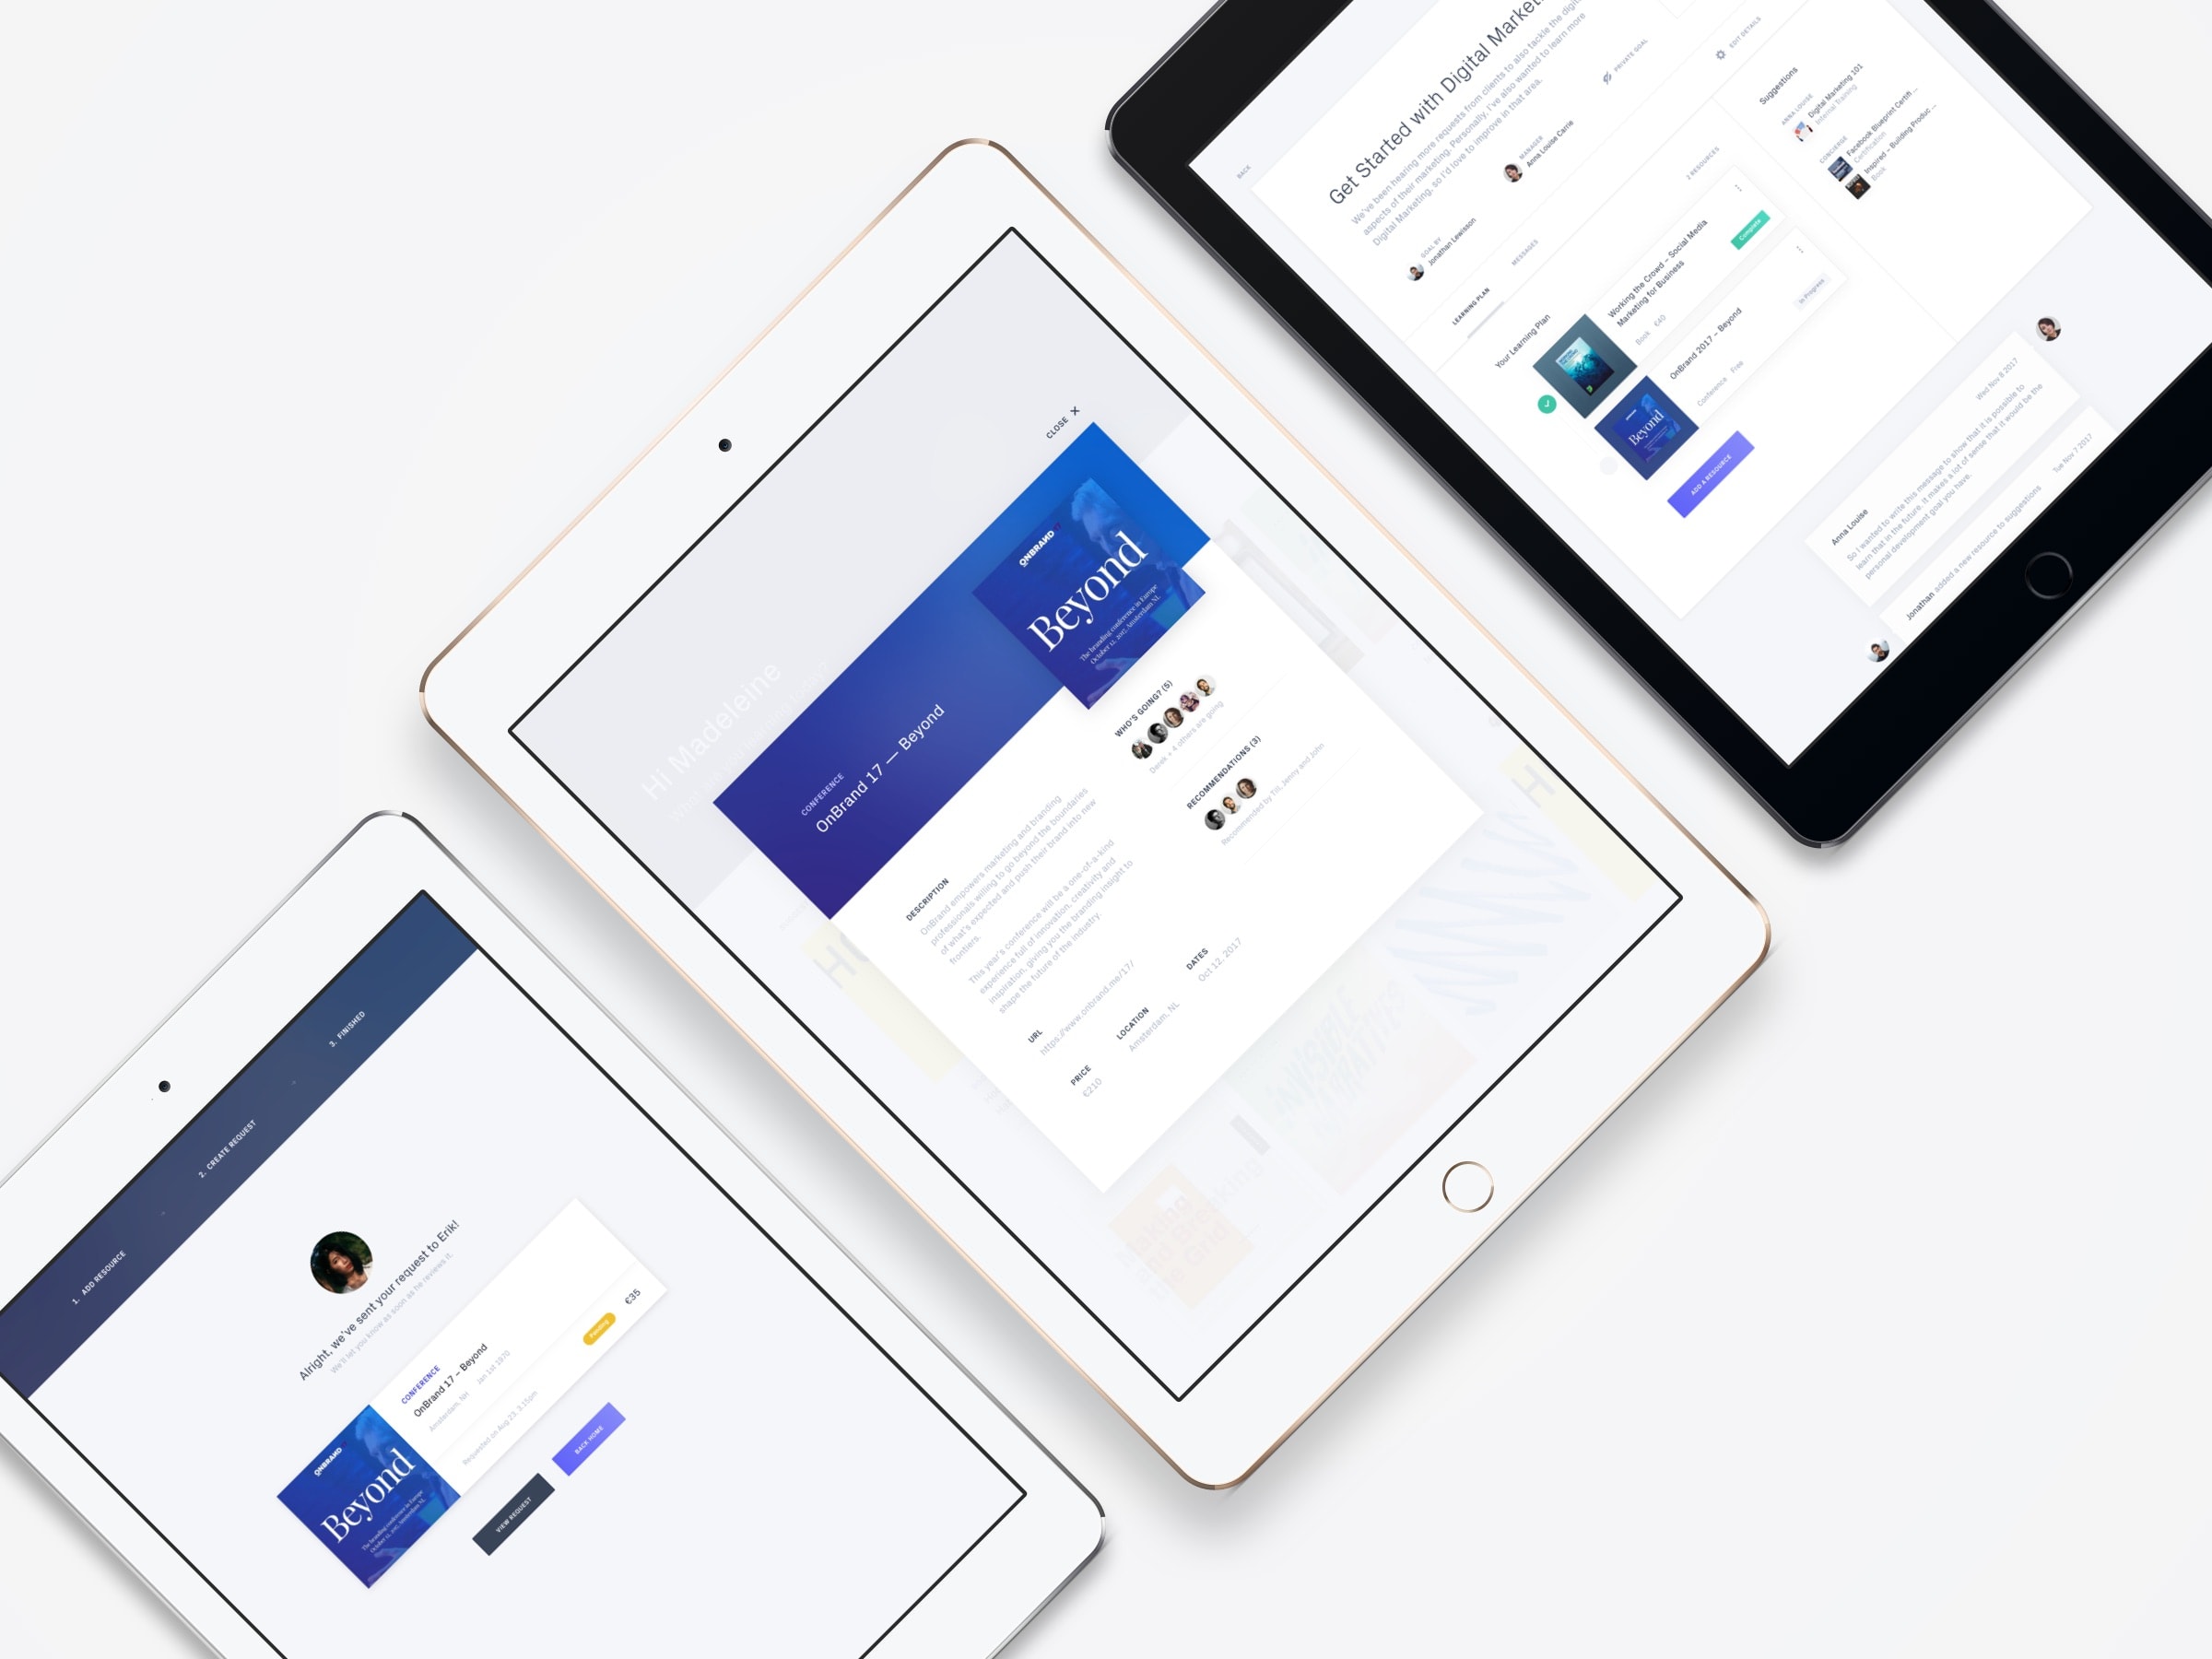 1. ADD RESOURCE
2. CREATE REQUEST
3. FINISHED
Alright, we've sent your request to Erik!
We'll let you know as soon as he reviews it.
ONBRAND
Beyond
The branding conference in Europe
October 12, 2017, Amsterdam NL
CONFERENCE
OnBrand 17 – Beyond
Amsterdam, NH Jan 1st 1970
Requested on Aug 23, 3:15pm
Pending
€35
VIEW REQUEST
BACK HOME
Hi Madeleine
CLOSE ×
CONFERENCE
OnBrand 17 — Beyond
ONBRAND
Beyond
The branding conference in Europe
October 12, 2017, Amsterdam NL
DESCRIPTION
OnBrand empowers marketing and branding
professionals willing to go beyond the boundaries
of what's expected and push their brand into new
frontiers.
This year's conference will be a one-of-a-kind
experience full of innovation, creativity and
inspiration, giving you the branding insight to
shape the future of the industry.
URL
https://www.onbrand.me/17/
PRICE
€210
LOCATION
Amsterdam, NL
DATES
Oct 12, 2017
WHO'S GOING? (5)
Derek + 4 others are going
RECOMMENDATIONS (3)
Recommended by Till, Jenny and John
INVISIBLE
BACK
Get Started with Digital Market
We've been hearing more requests from clients to also tackle the digit
aspects of their marketing. Personally, I've also wanted to learn more
Digital Marketing, so I'd love to improve in that area.
GOAL BY
Jonathan Lewisson
MANAGER
Anna Louise Carrie
PRIVATE GOAL
EDIT DETAILS
LEARNING PLAN
MESSAGES
2 RESOURCES
Your Learning Plan
Working the Crowd – Social Media
Marketing for Business
Book €40
Complete
Beyond
OnBrand 2017 – Beyond
Conference Free
In Progress
ADD A RESOURCE
Suggestions
ANNA LOUISE
Digital Marketing 101
Internal Training
CONCIERGE
Facebook Blueprint Certifi...
Certification
Inspired – Building Produc...
Book
Anna Louise
Wed Nov 8 2017
So I wanted to write this message to show that it is possible to
learn that in the future. It makes a lot of sense that it would be the
personal development goal you have.
Tue Nov 7 2017
Jonathan added a new resource to suggestions